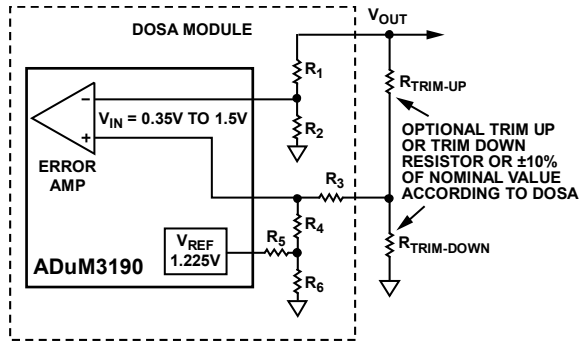 DOSA MODULE
VOUT
R1
RTRIM-UP
−
VIN = 0.35V TO 1.5V
R2
+
ERROR
AMP
OPTIONAL TRIM UP
OR TRIM DOWN
RESISTOR OR ±10%
OF NOMINAL VALUE
ACCORDING TO DOSA
R3
R4
VREF
1.225V
R5
RTRIM-DOWN
ADuM3190
R6